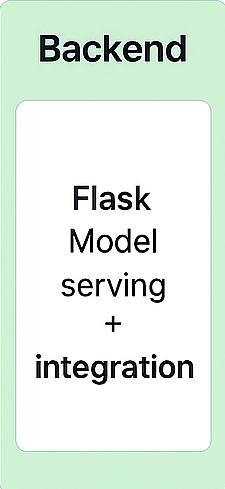 Backend
Flask
Model
serving
+
integration